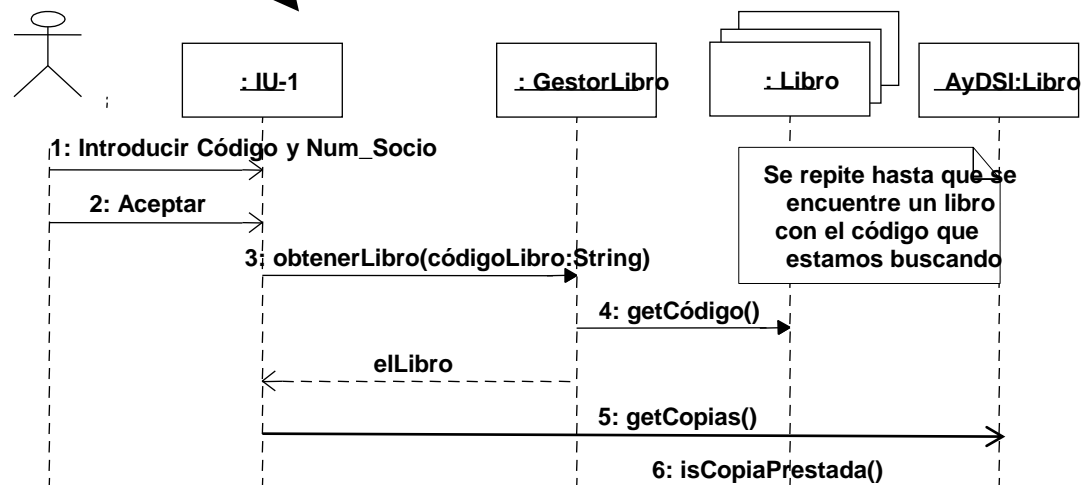 : IU-1
: GestorLibro
: Libro
AyDSI:Libro
1: Introducir Código y Num_Socio
Se repite hasta que se
encuentre un libro
con el código que
estamos buscando
2: Aceptar
3: obtenerLibro(códigoLibro:String)
4: getCódigo()
elLibro
5: getCopias()
6: isCopiaPrestada()